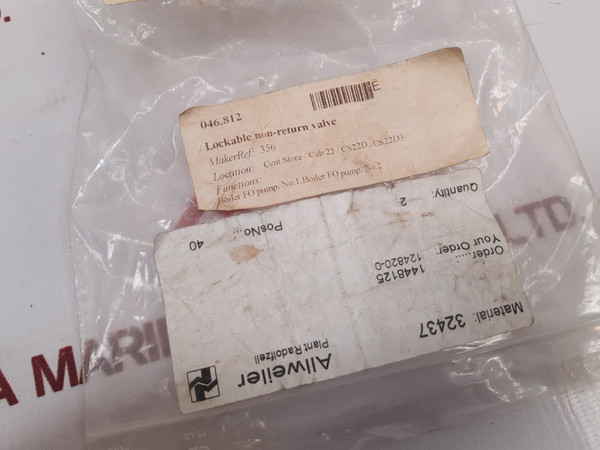 046.812
E
Lockable non-return valve
MakerRef: 356
Location: Cent/Store / Cab 22 / CS22D, CS22D3
Functions:
Boiler FO pump. No.1,Boiler FO pump. No.2
Allweiler
Plant Radolfzell
Material: 32437
Order.....: 1448125
Your Order: 124820-0
Quantity: 2
PosNo...: 40
A MARI
LTD.